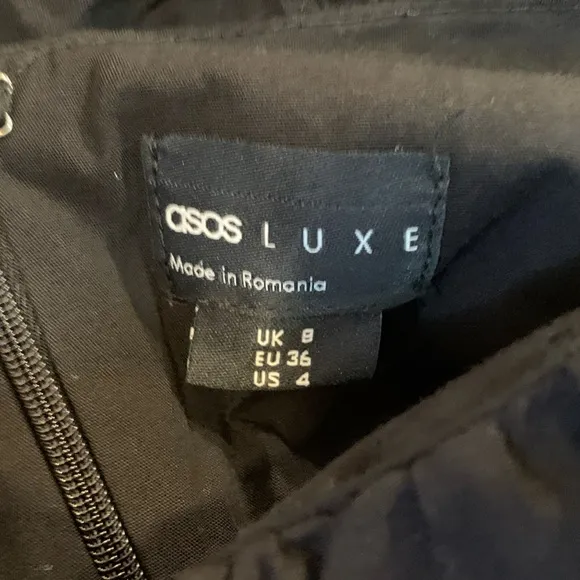 asos LUXE
Made in Romania
UK 8
EU 36
US 4